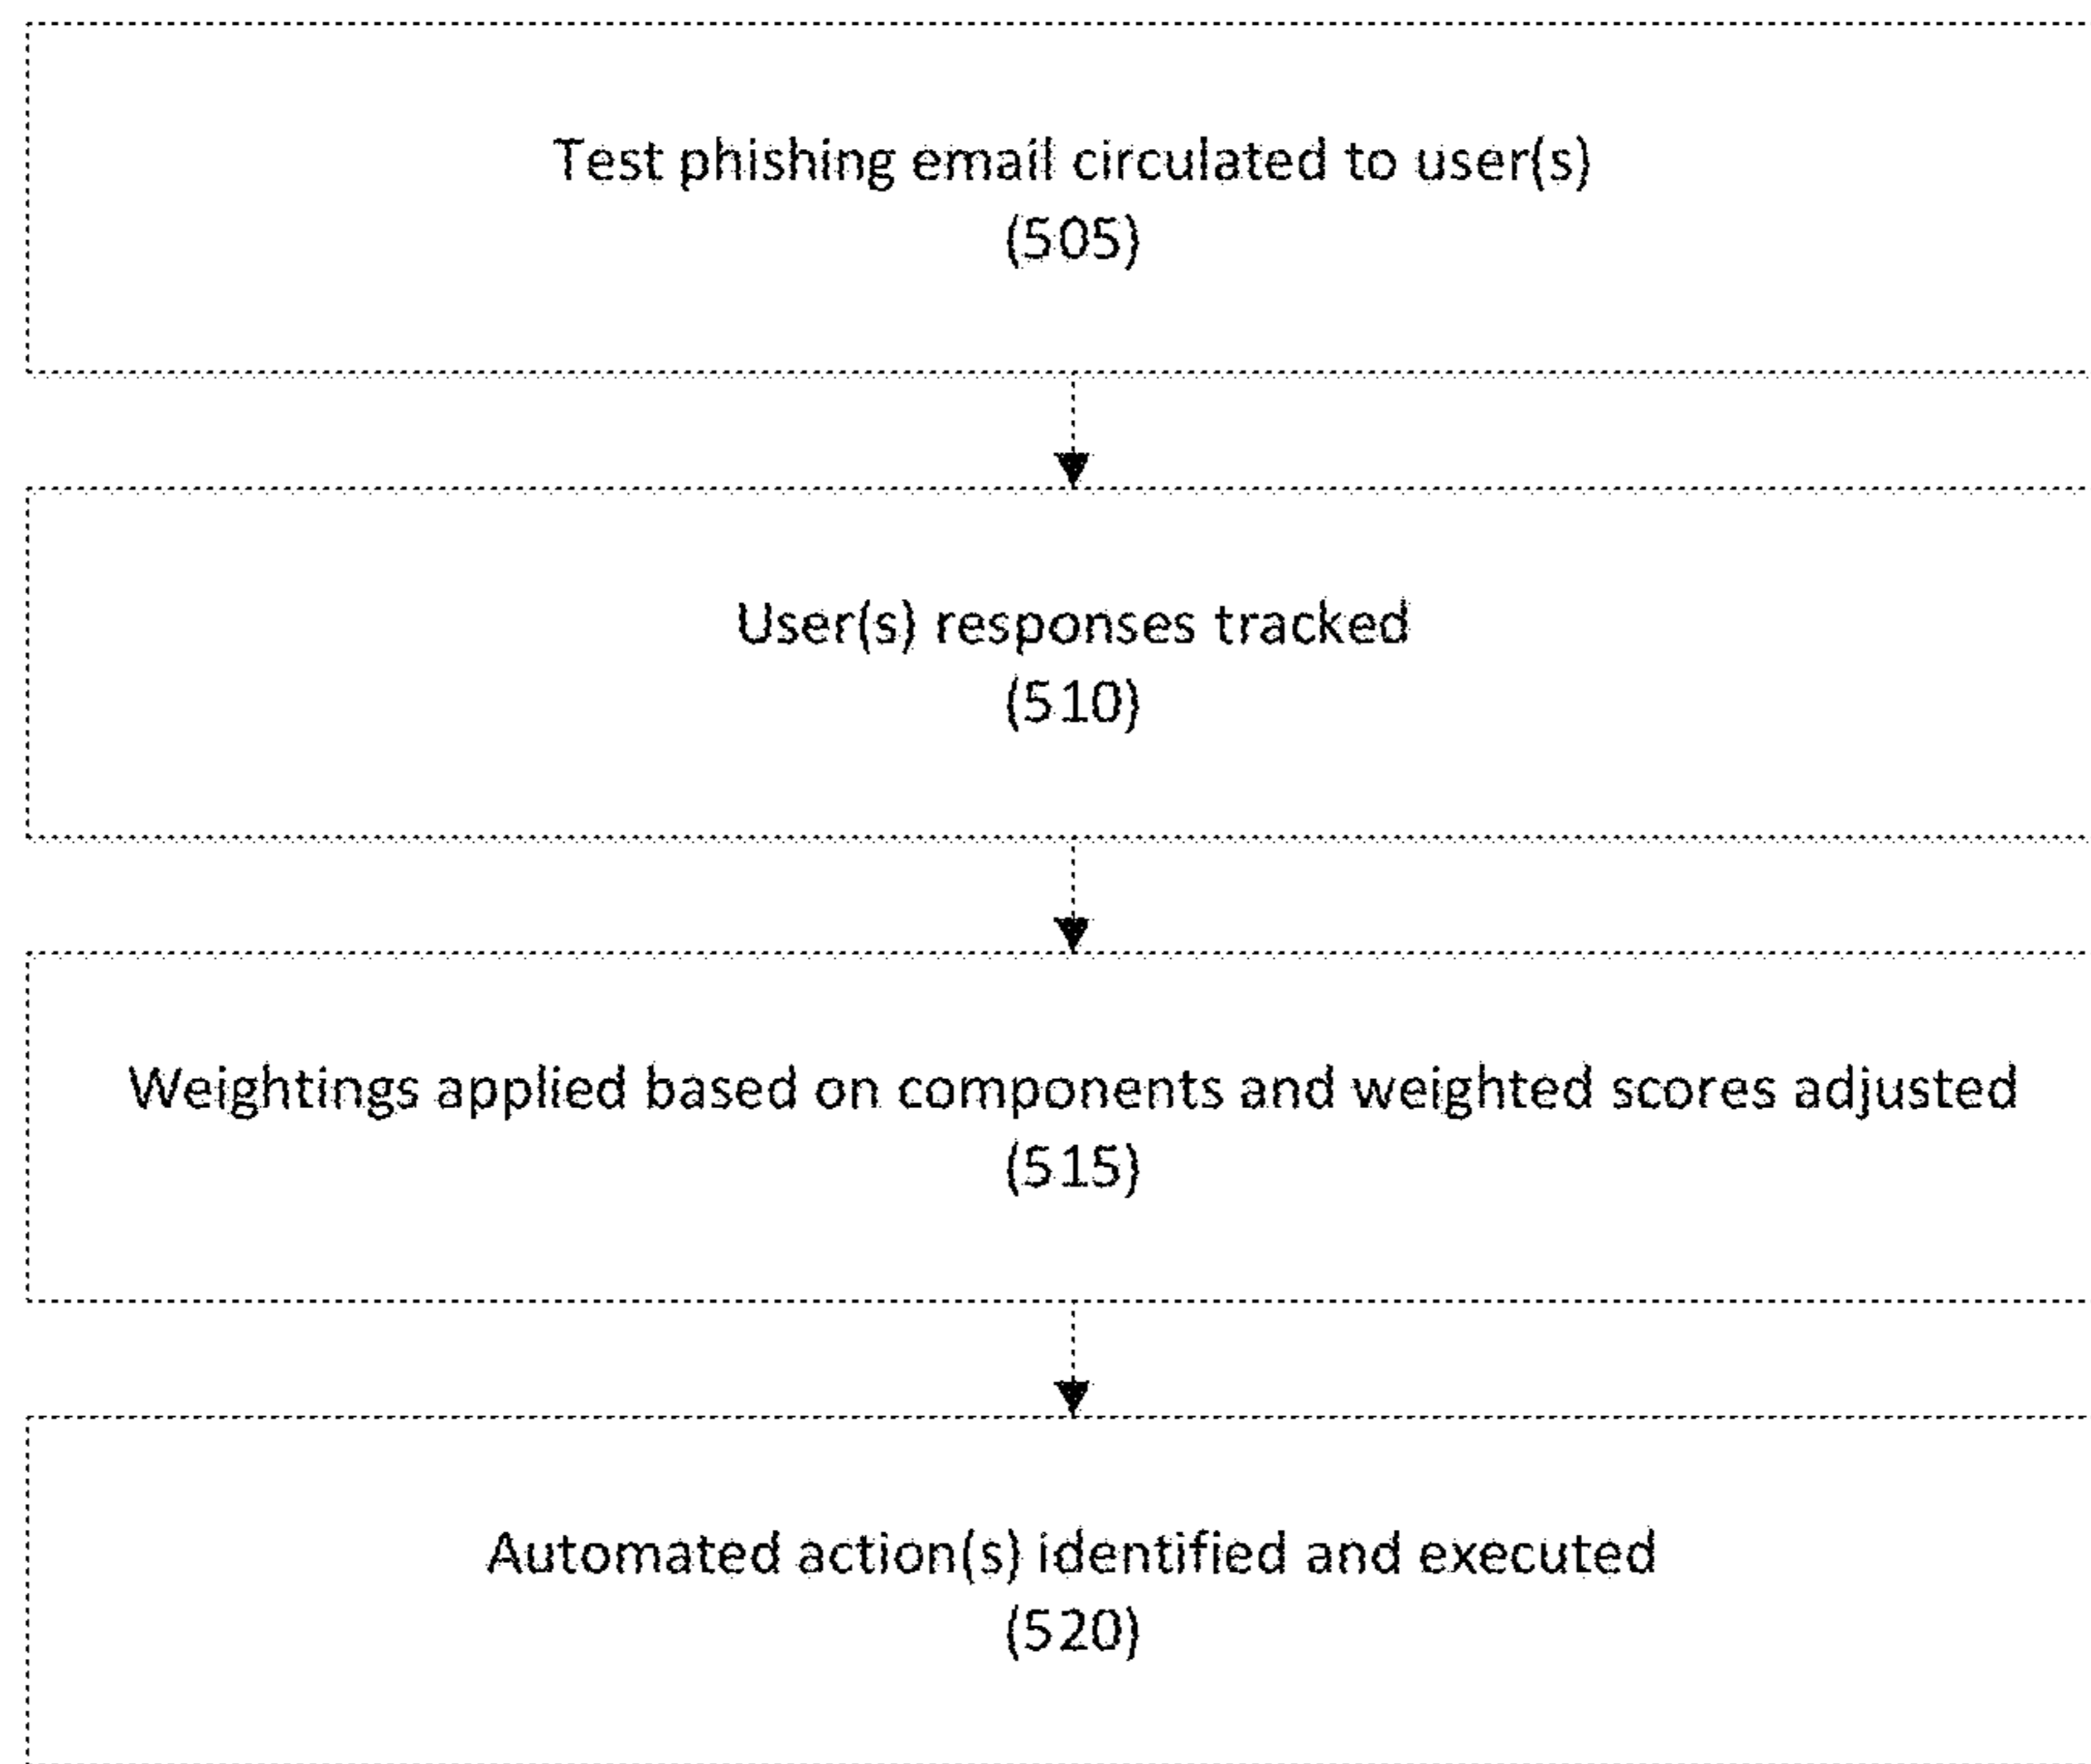 Test phishing email circulated to user(s)
(505)
User(s) responses tracked
(510)
Weightings applied based on components and weighted scores adjusted
(515)
Automated action(s) identified and executed
(520)